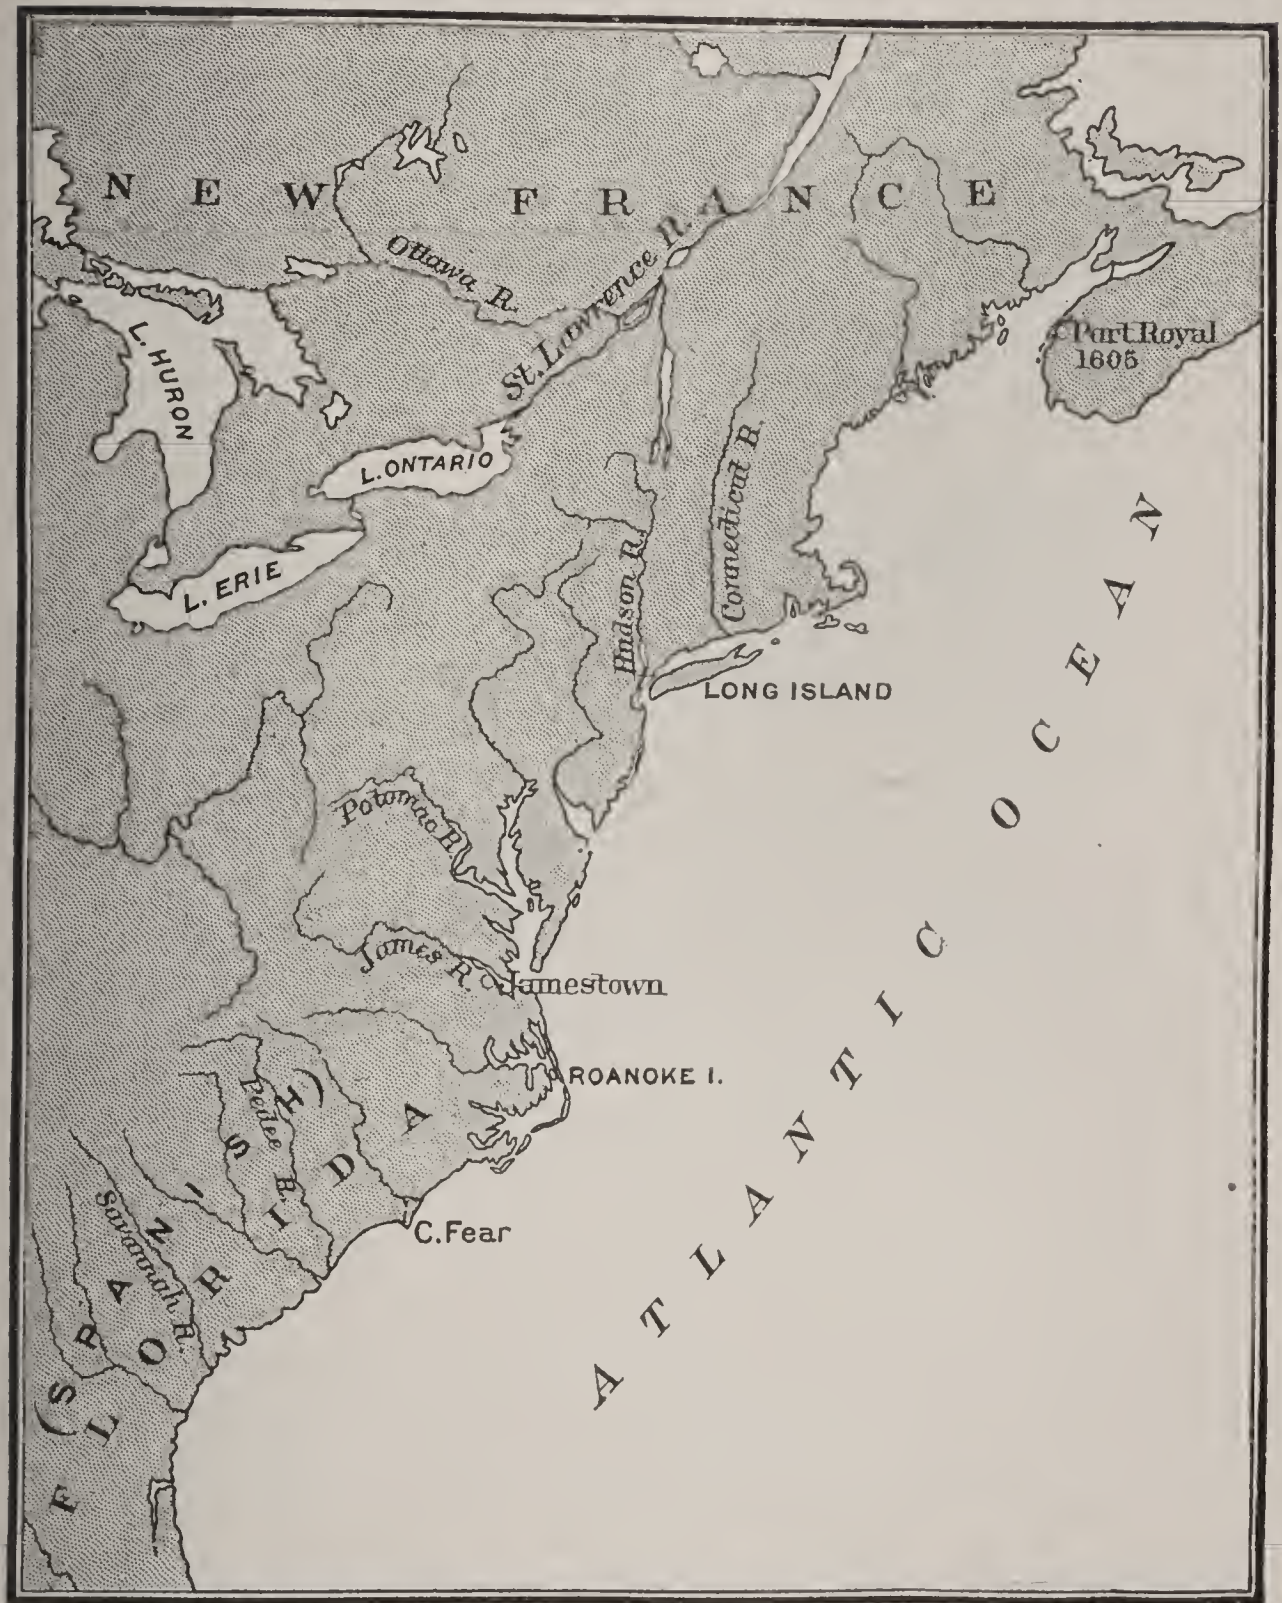 NEW FRANCE
Ottawa R.
St. Lawrence R.
Port Royal
1605
L. HURON
L. ONTARIO
L. ERIE
Connecticut R.
Hudson R.
LONG ISLAND
Potomac R.
James R.
Jamestown
ROANOKE I.
Pedee R.
C. Fear
Savannah R.
(SPANISH)
FLORIDA
ATLANTIC OCEAN